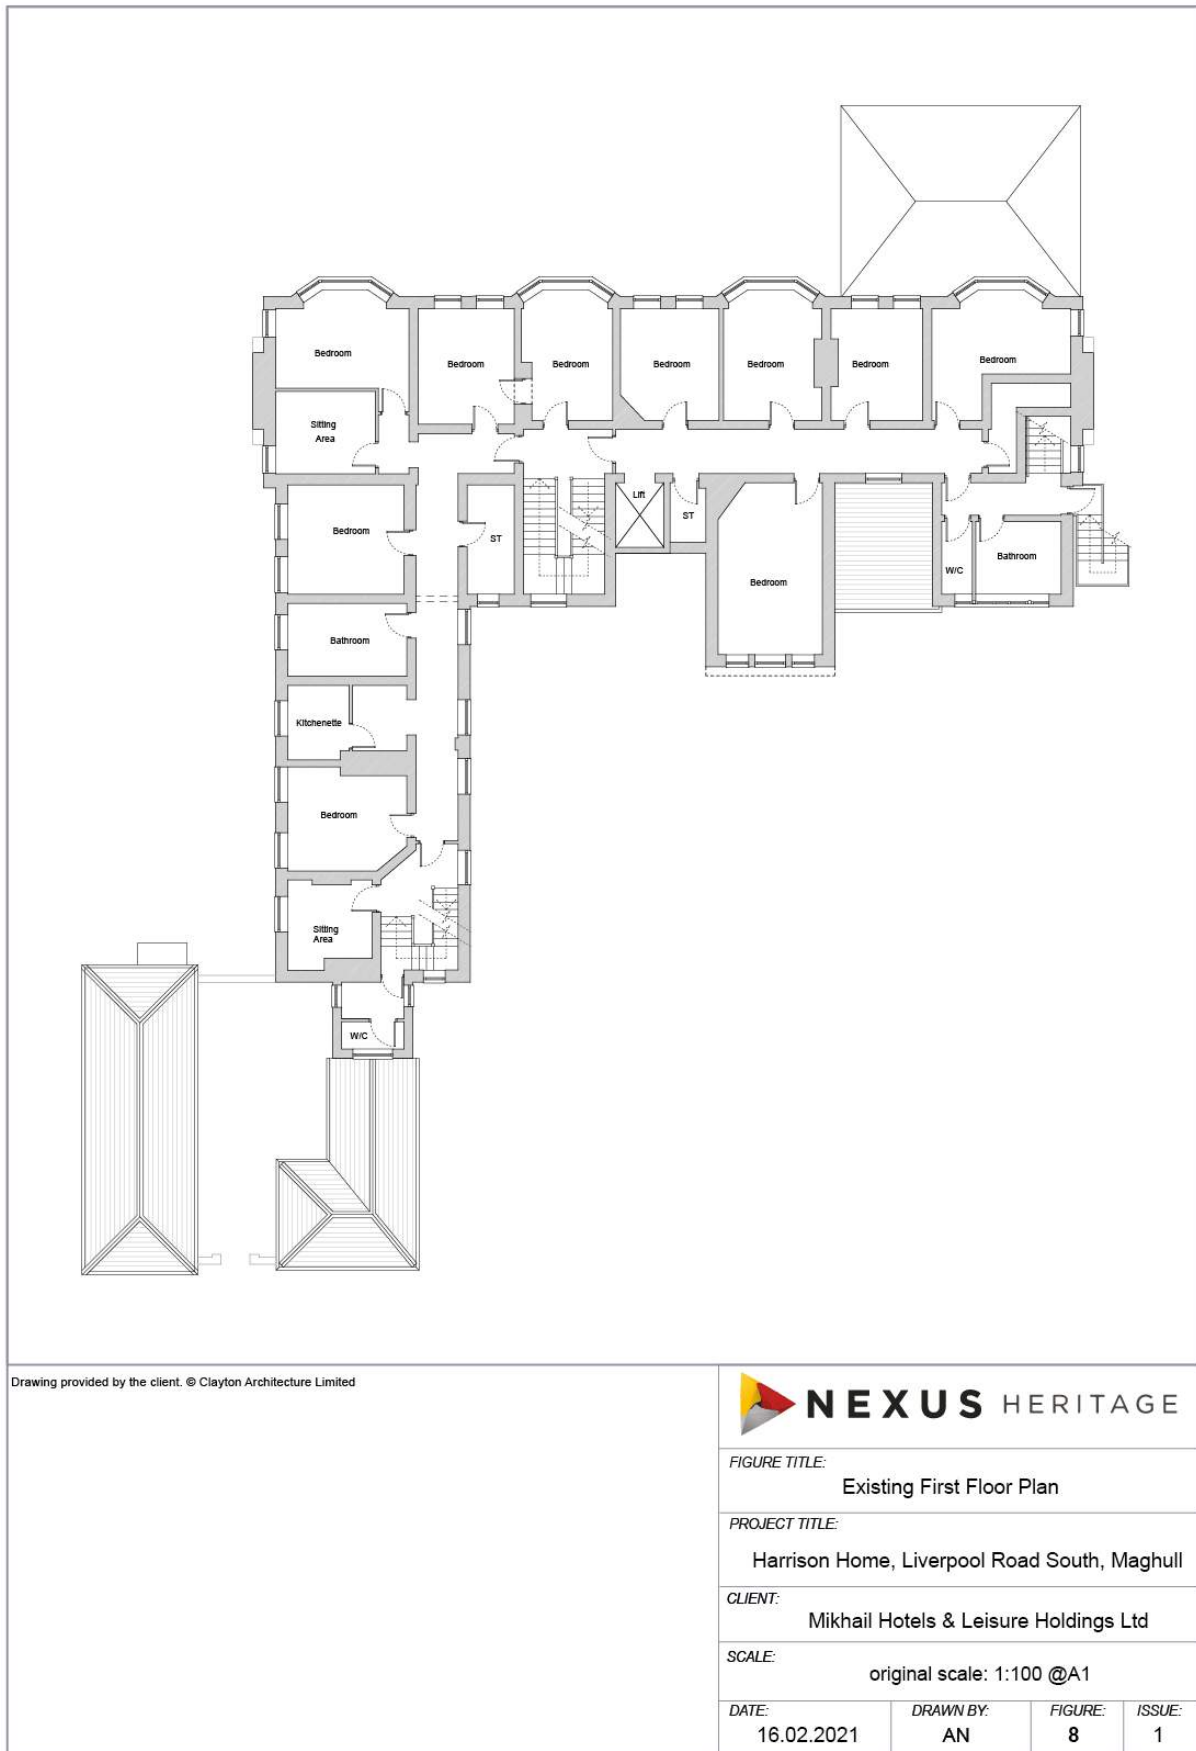 Bedroom
Bedroom
Bedroom
Bedroom
Bedroom
Bedroom
Bedroom
Sitting
Area
Lift
ST
Bedroom
ST
Bathroom
W/C
Bedroom
Bathroom
Kitchenette
Bedroom
Sitting
Area
W/C
Drawing provided by the client. © Clayton Architecture Limited
NEXUS HERITAGE
FIGURE TITLE:
Existing First Floor Plan
PROJECT TITLE:
Harrison Home, Liverpool Road South, Maghull
CLIENT:
Mikhail Hotels & Leisure Holdings Ltd
SCALE:
original scale: 1:100 @A1
DATE: DRAWN BY: FIGURE: ISSUE:
16.02.2021 AN 8 1